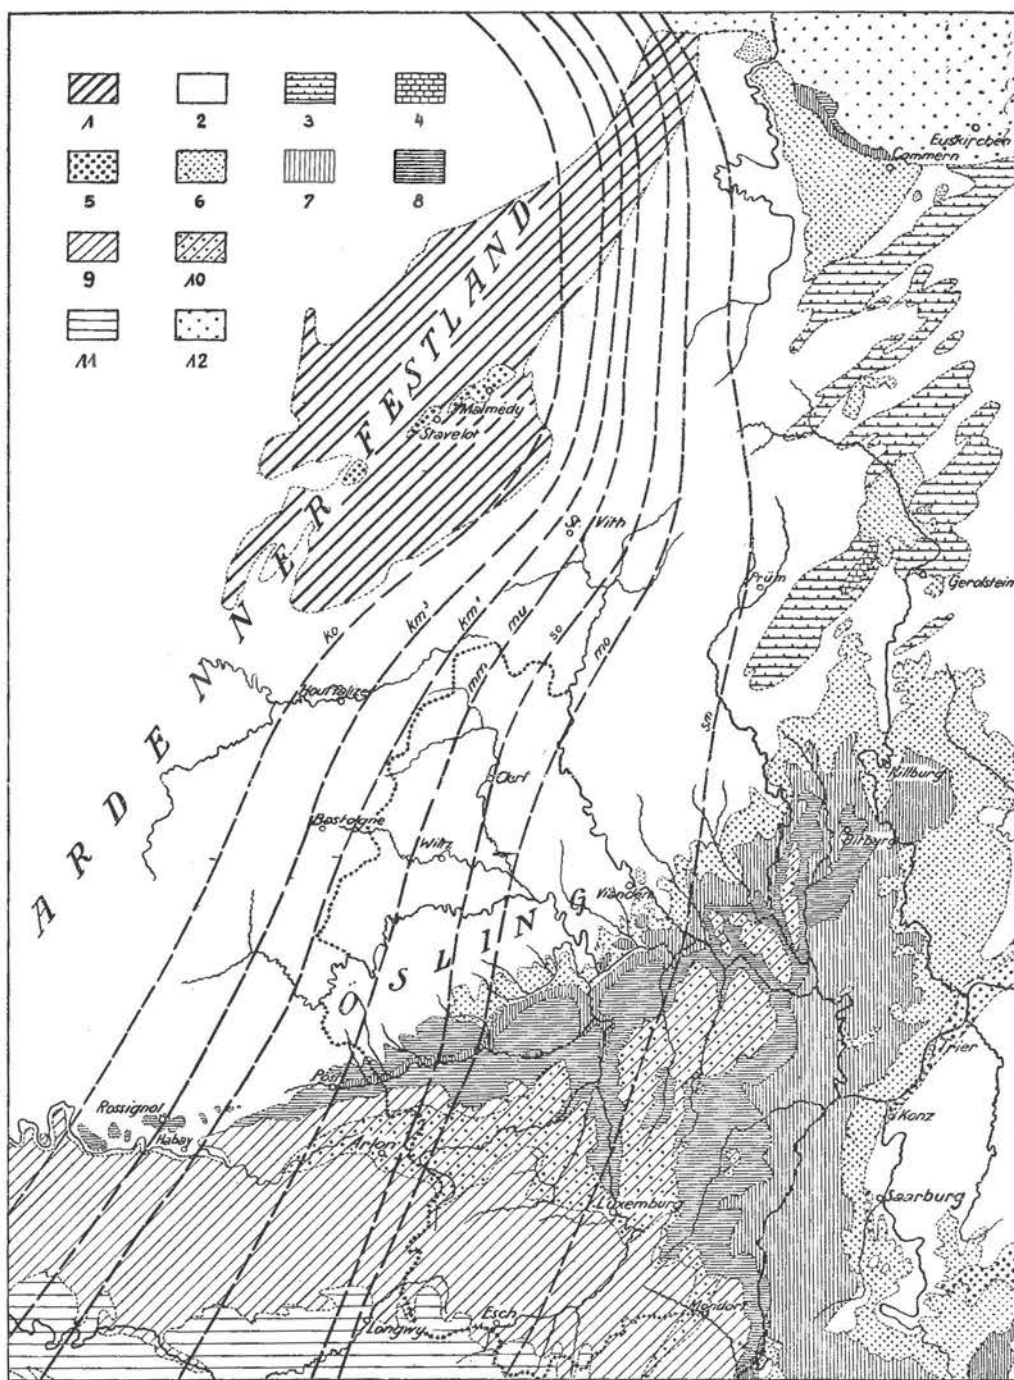 1 2 3 4
5 6 7 8
9 10
11 12
ARDENNER FESTLAND
Euskirchen
Commern
Malmedy
Stavelot
St. Vith
Prüm
Gerolstein
ko
km³
km¹
mu
mm
so
mo
sm
Houffalize
Clerf
Killburg
Bitburg
Bastogne
Wiltz
Vianden
ÖSLING
Trier
Konz
Rossignol
Habay
Arlon
Saarburg
Luxemburg
Mondorf
Longwy
Esch